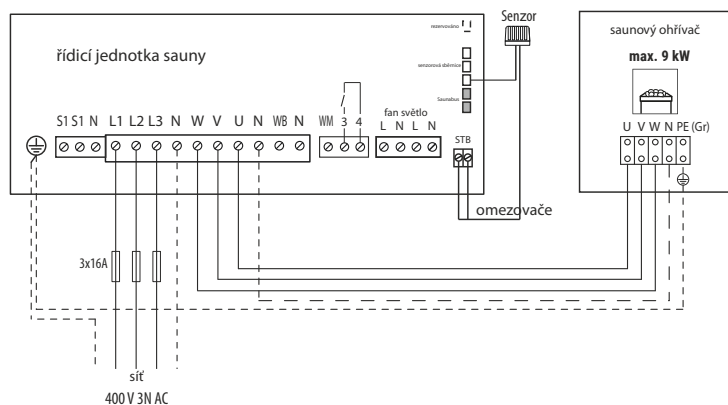 rezervováno
Senzor
saunový ohřívač
max. 9 kW
řídicí jednotka sauny
senzorová sběrnice
Saunabus
fan světlo
S1 S1 N L1 L2 L3 N W V U N WB N WM 3 4 L N L N
U V W N PE (Gr)
STB
omezovače
3x16A
síť
400 V 3N AC